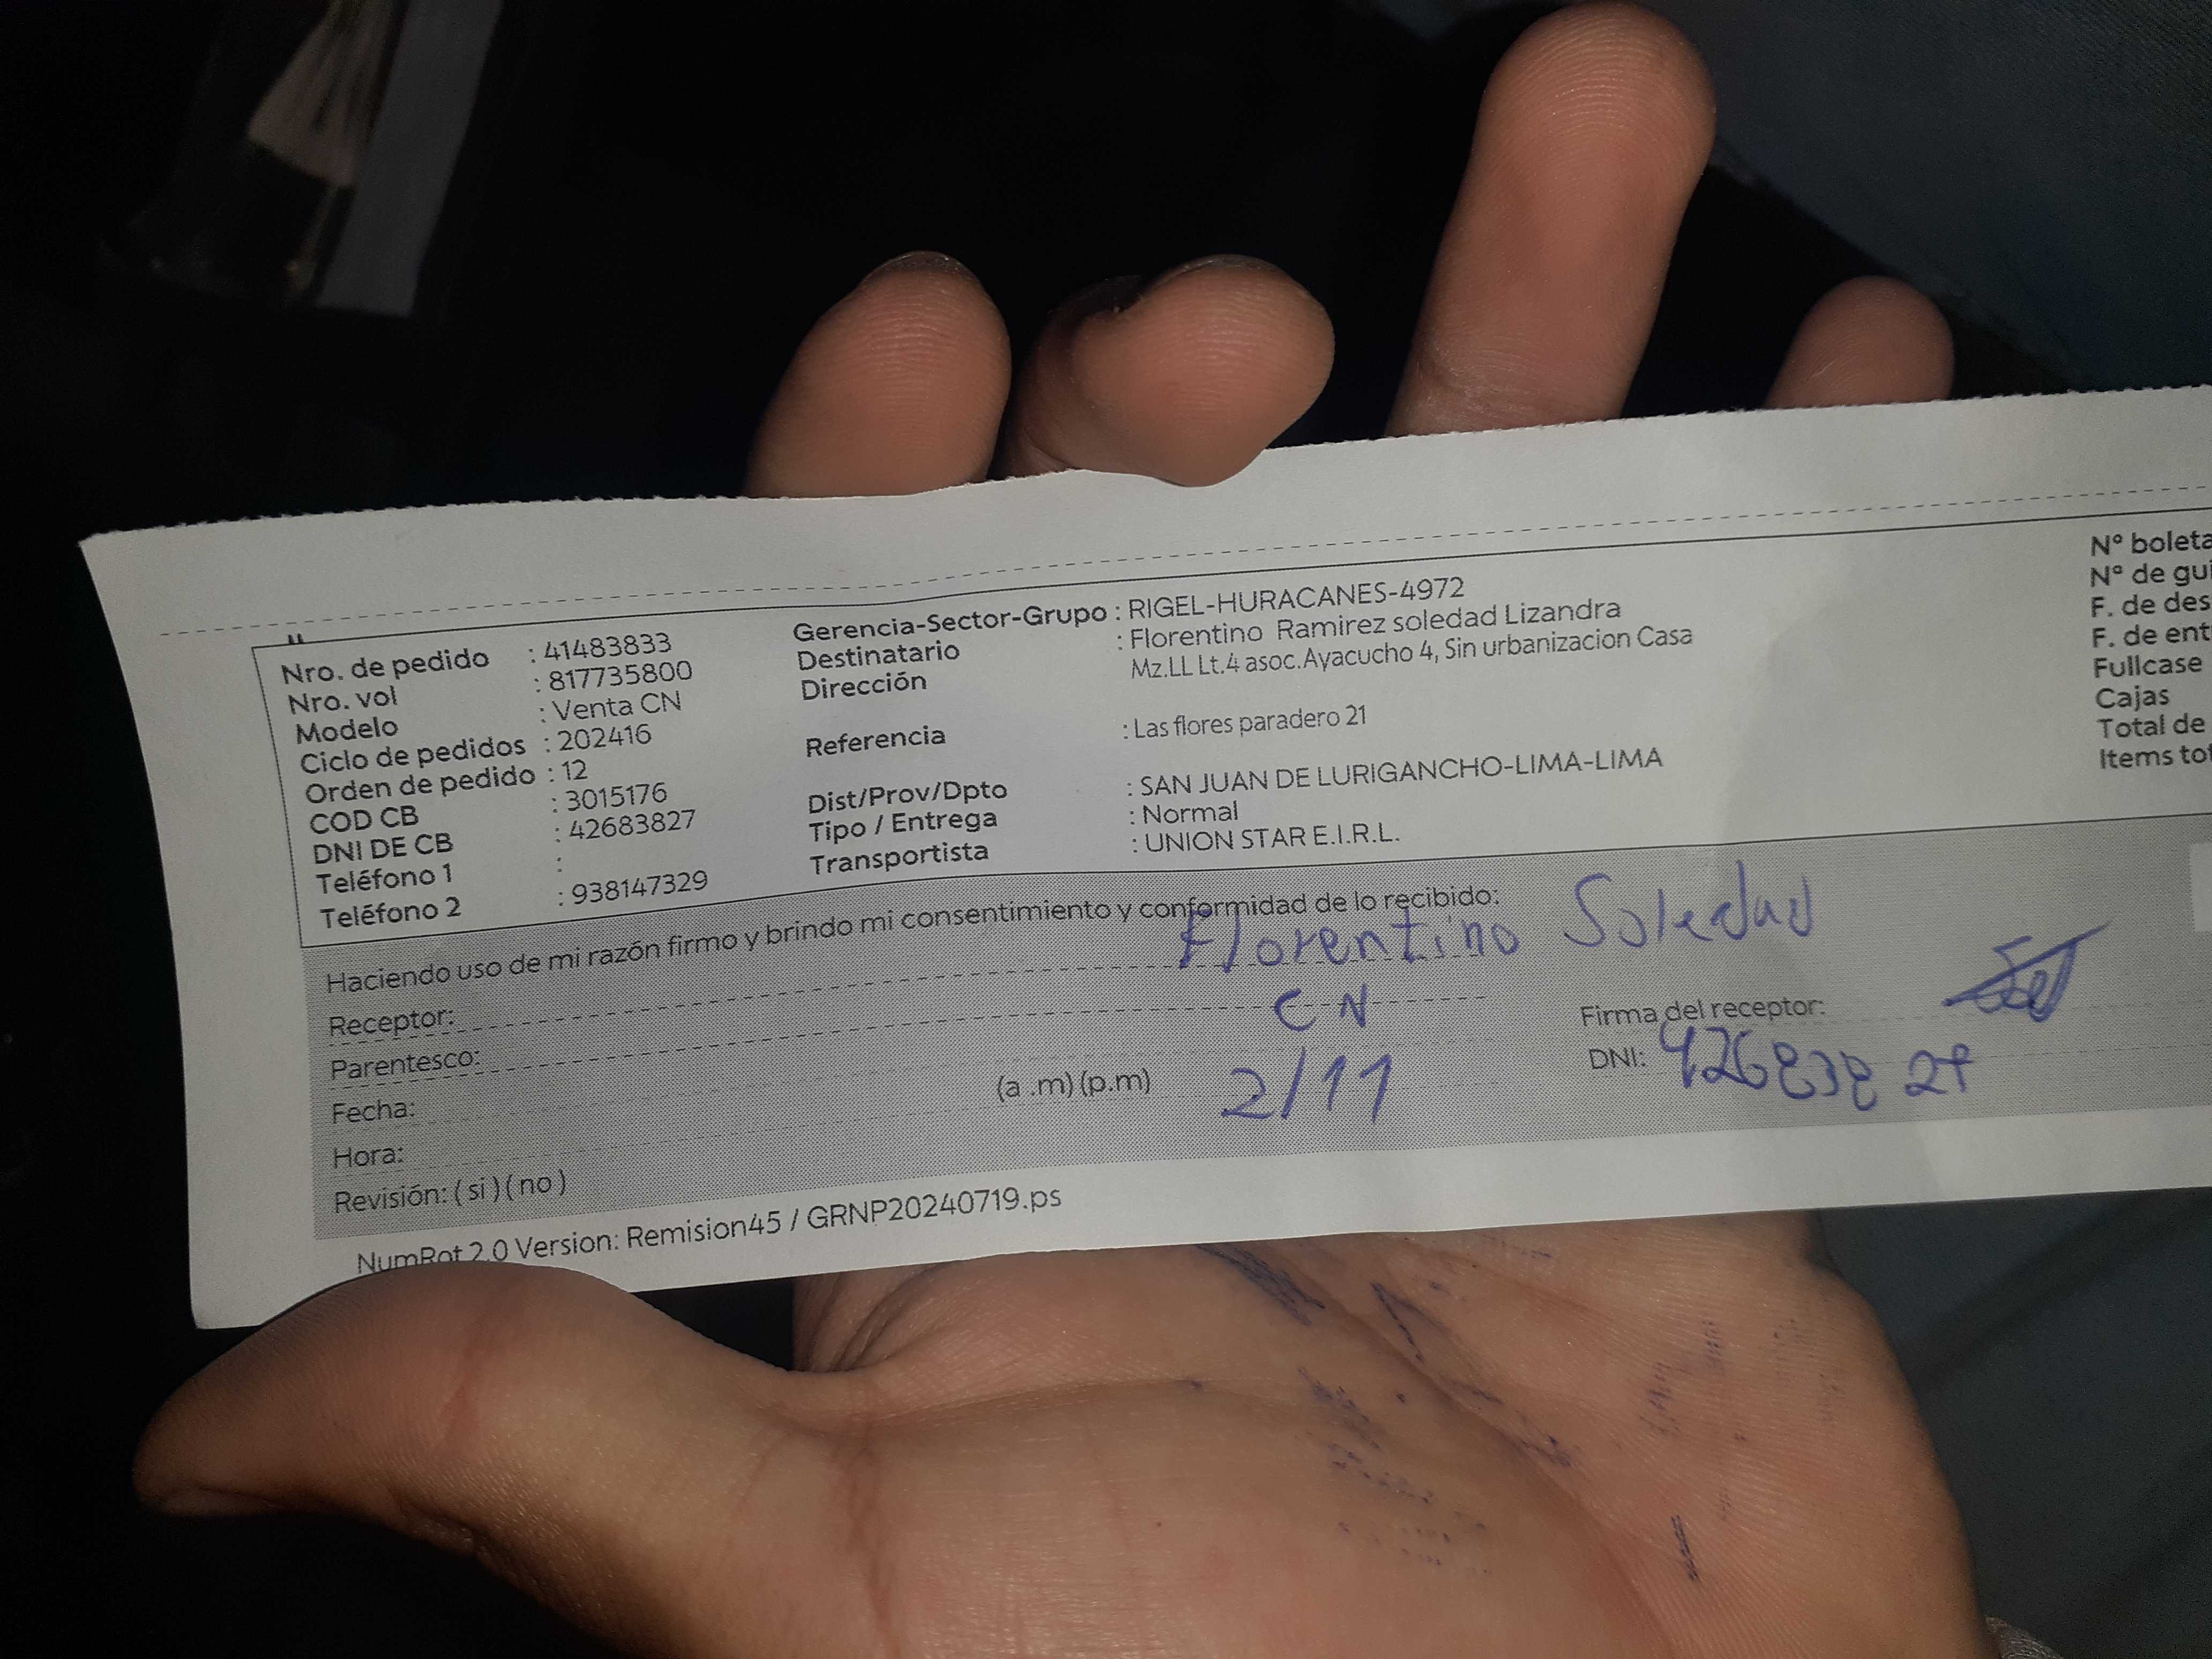 Nro. de pedido : 41483833
Nro. vol : 817735800
Modelo : Venta CN
Ciclo de pedidos : 202416
Orden de pedido : 12
COD CB : 3015176
DNI DE CB : 42683827
Teléfono 1 :
Teléfono 2 : 938147329
Gerencia-Sector-Grupo : RIGEL-HURACANES-4972
Destinatario : Florentino Ramirez soledad Lizandra
Dirección Mz.LL Lt.4 asoc.Ayacucho 4, Sin urbanizacion Casa
Referencia : Las flores paradero 21
Dist/Prov/Dpto : SAN JUAN DE LURIGANCHO-LIMA-LIMA
Tipo / Entrega : Normal
Transportista : UNION STAR E.I.R.L.
N° boleta
N° de gui
F. de des
F. de ent
Fullcase
Cajas
Total de
Items to
Haciendo uso de mi razón firmo y brindo mi consentimiento y conformidad de lo recibido:
Receptor: Florentino Soledad
Parentesco: CN
Fecha: 2/11
Hora: (a .m) (p.m)
Revisión: ( si ) ( no )
Firma del receptor:
DNI: 42683827
NumRot 2.0 Version: Remision45 / GRNP20240719.ps